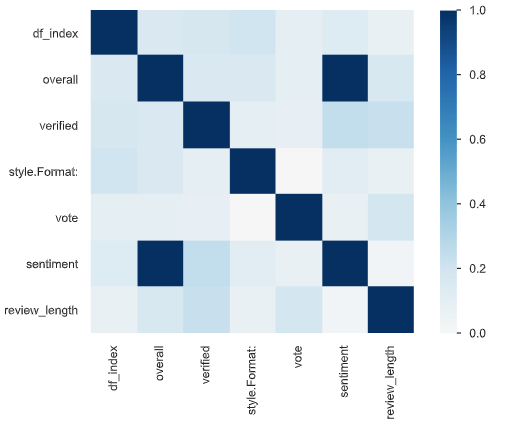 df_index
overall
verified
style.Format:
vote
sentiment
review_length
df_index
overall
verified
style.Format:
vote
sentiment
review_length
1.0
0.8
0.6
0.4
0.2
0.0